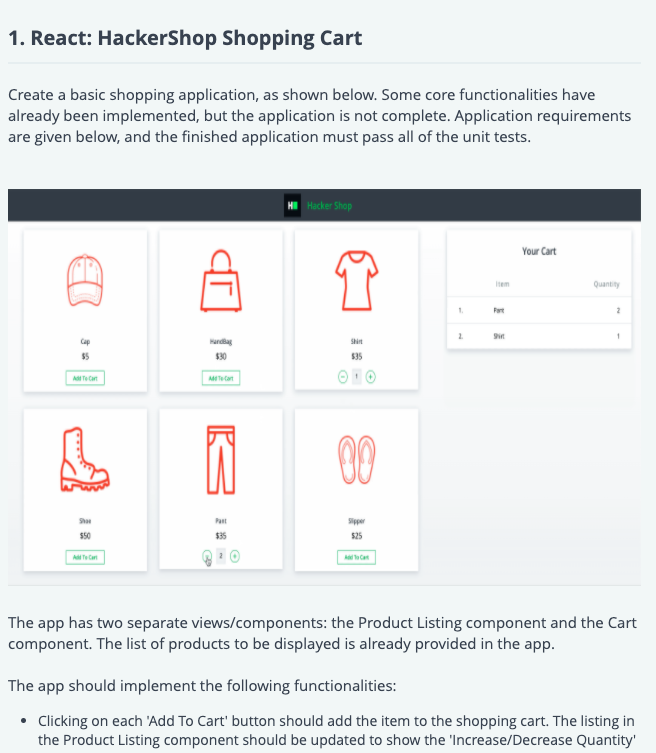 1. React: HackerShop Shopping Cart
Create a basic shopping application, as shown below. Some core functionalities have
already been implemented, but the application is not complete. Application requirements
are given below, and the finished application must pass all of the unit tests.
H
Hacker Shop
Cap
$5
Add To Cart
HandBag
$30
Add To Cart
Shirt
$35
- 1 +
Your Cart
Item Quantity
1. Pant 2
2. Shirt 1
Shoe
$50
Add To Cart
Pant
$35
2 +
Slipper
$25
Add To Cart
The app has two separate views/components: the Product Listing component and the Cart
component. The list of products to be displayed is already provided in the app.
The app should implement the following functionalities:
• Clicking on each 'Add To Cart' button should add the item to the shopping cart. The listing in
the Product Listing component should be updated to show the 'Increase/Decrease Quantity'